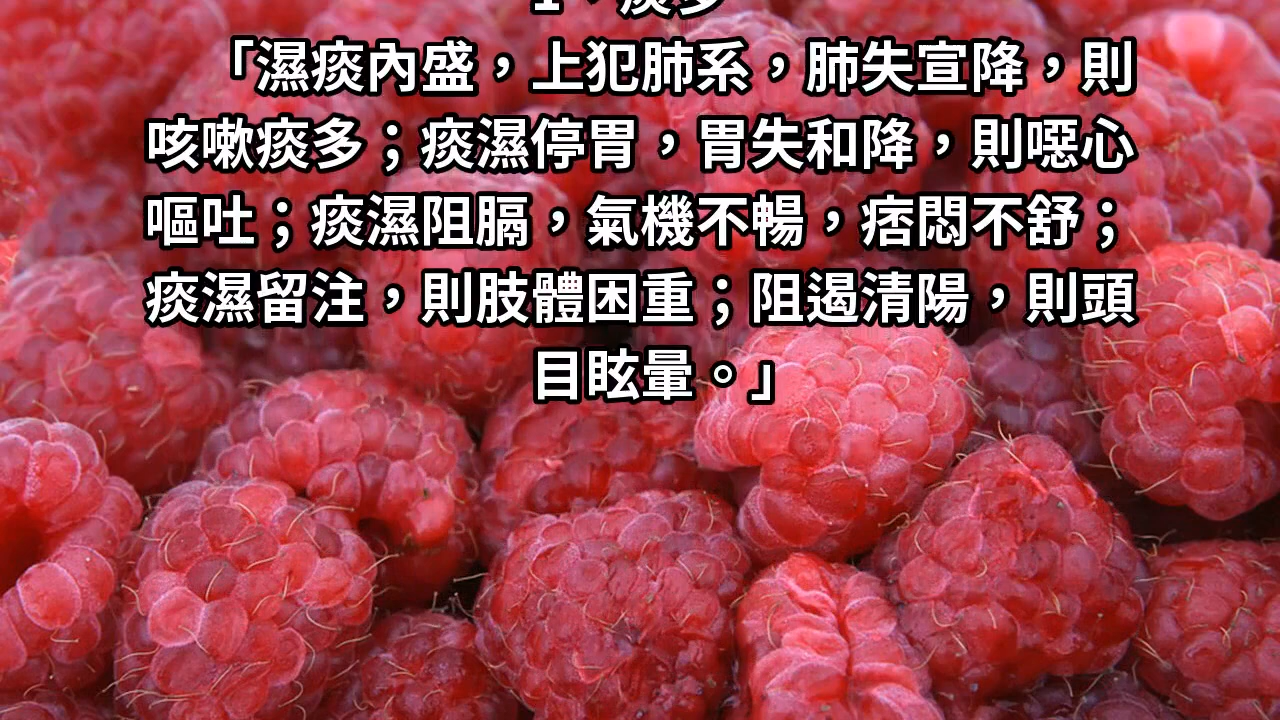 1、痰多
「濕痰內盛，上犯肺系，肺失宣降，則
咳嗽痰多；痰濕停胃，胃失和降，則噁心
嘔吐；痰濕阻膈，氣機不暢，痞悶不舒；
痰濕留注，則肢體困重；阻遏清陽，則頭
目眩暈。」